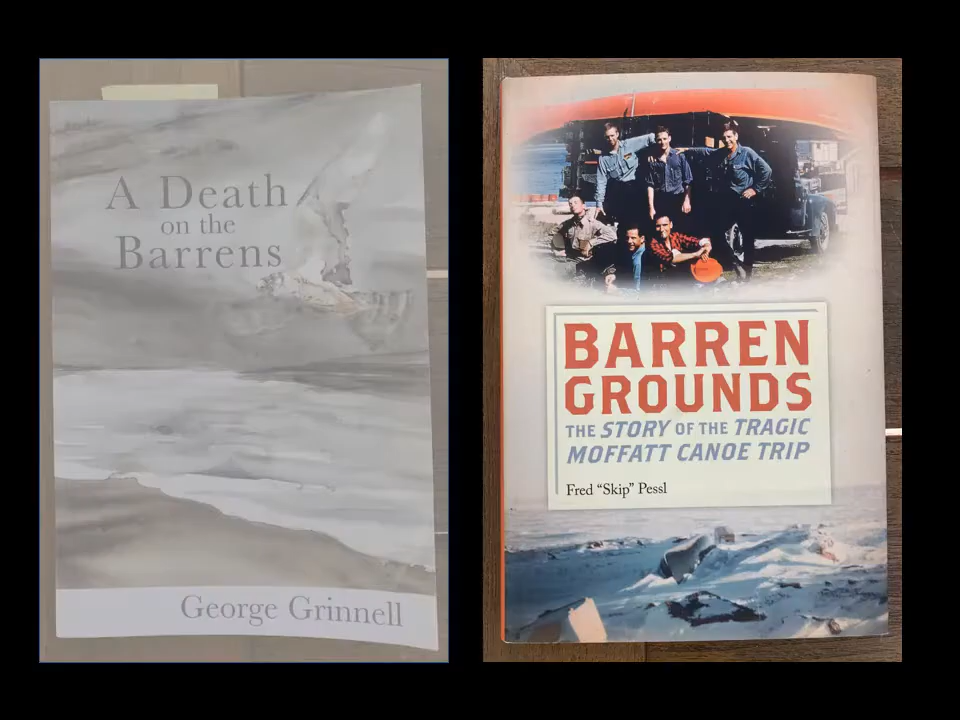 A Death
on the
Barrens
George Grinnell
BARREN
GROUNDS
THE STORY OF THE TRAGIC
MOFFATT CANOE TRIP
Fred “Skip” Pessl